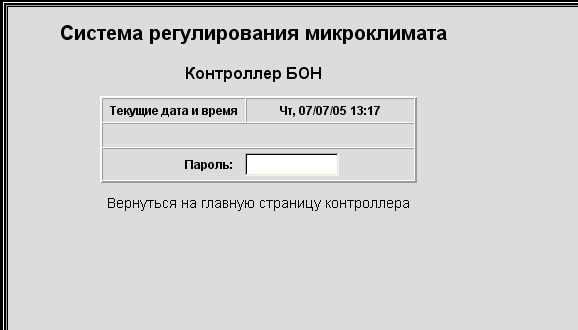 Система регулирования микроклимата
Контроллер БОН
Текущие дата и время Чт, 07/07/05 13:17
Пароль:
Вернуться на главную страницу контроллера